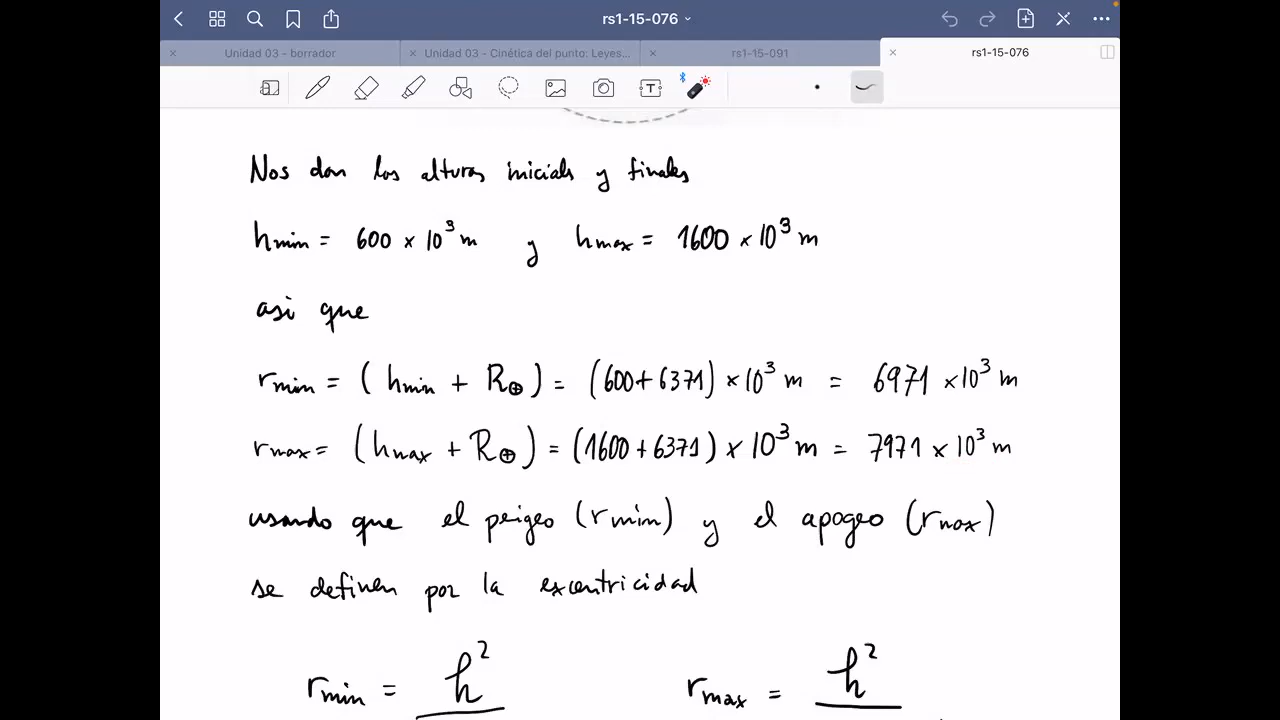 rs1-15-076
Unidad 03 - borrador
Unidad 03 - Cinética del punto: Leyes...
rs1-15-091
rs1-15-076
Nos dan las alturas iniciales y finales
hmin = 600 × 10³ m y hmax = 1600 × 10³ m
asi que
rmin = (hmin + R⊕) = (600 + 6371) × 10³ m = 6971 × 10³ m
rmax = (hmax + R⊕) = (1600 + 6371) × 10³ m = 7971 × 10³ m
usando que el peigeo (rmin) y el apogeo (rmax)
se definen por la excentricidad
rmin = h² rmax = h²